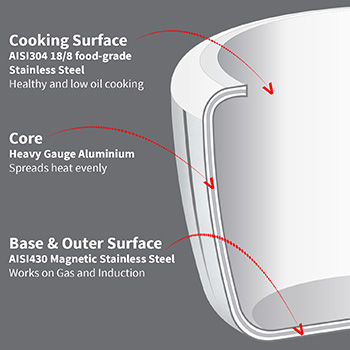 Cooking Surface
AISI304 18/8 food-grade
Stainless Steel
Healthy and low oil cooking
Core
Heavy Gauge Aluminium
Spreads heat evenly
Base & Outer Surface
AISI430 Magnetic Stainless Steel
Works on Gas and Induction